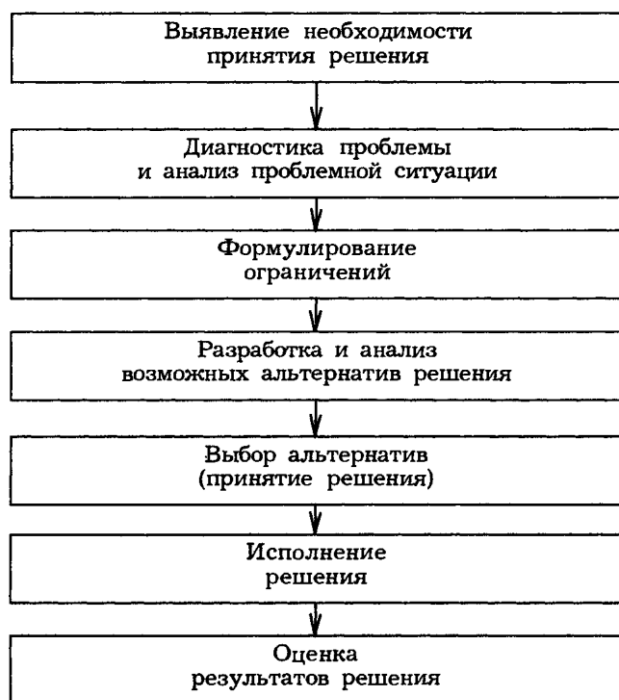 Выявление необходимости
принятия решения
Диагностика проблемы
и анализ проблемной ситуации
Формулирование
ограничений
Разработка и анализ
возможных альтернатив решения
Выбор альтернатив
(принятие решения)
Исполнение
решения
Оценка
результатов решения